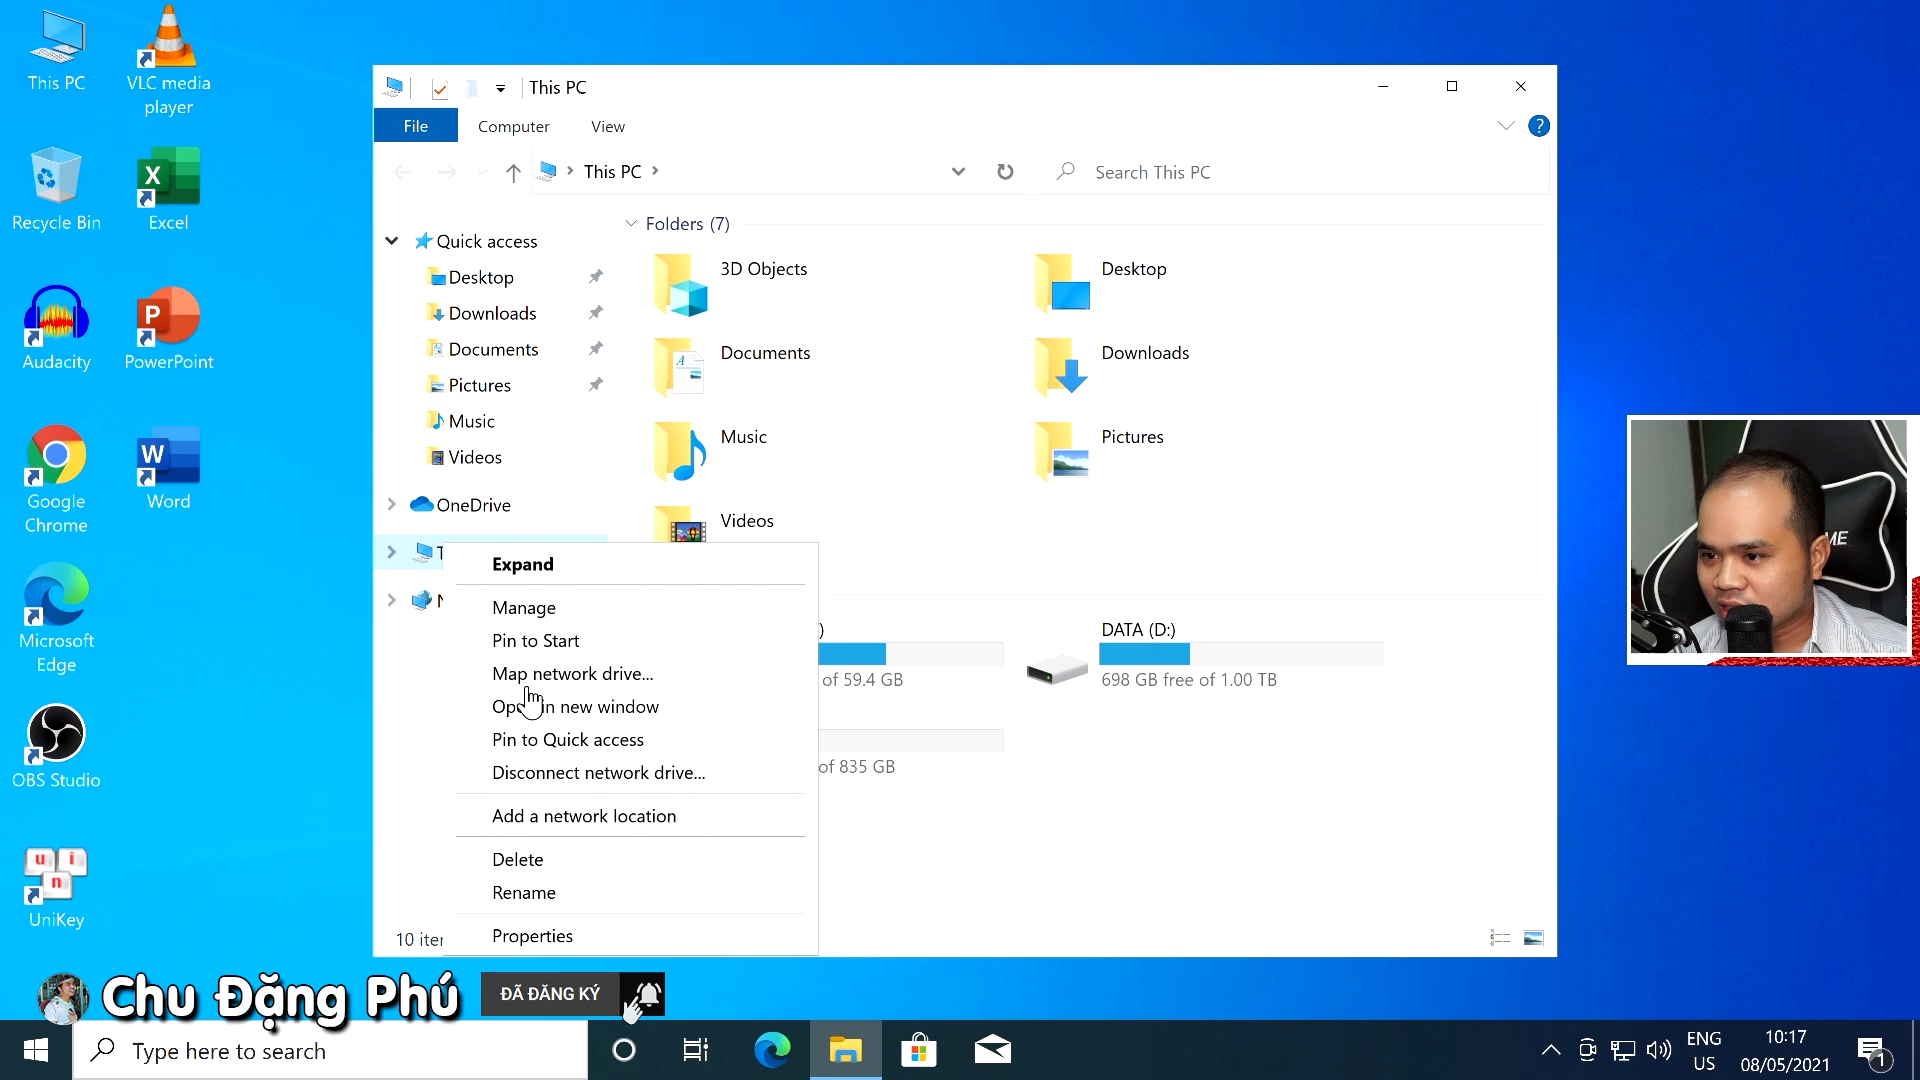 This PC
VLC media
player
Recycle Bin
Excel
Audacity
PowerPoint
Google
Chrome
Word
Microsoft
Edge
OBS Studio
UniKey
This PC
File
Computer
View
?
This PC
Search This PC
Quick access
Desktop
Downloads
Documents
Pictures
Music
Videos
OneDrive
Folders (7)
3D Objects
Desktop
Documents
Downloads
Music
Pictures
Videos
Expand
Manage
Pin to Start
Map network drive...
Open in new window
Pin to Quick access
Disconnect network drive...
Add a network location
Delete
Rename
Properties
of 59.4 GB
DATA (D:)
698 GB free of 1.00 TB
of 835 GB
10
ME
Chu Đặng Phú
ĐÃ ĐĂNG KÝ
Type here to search
ENG
US
10:17
08/05/2021
1